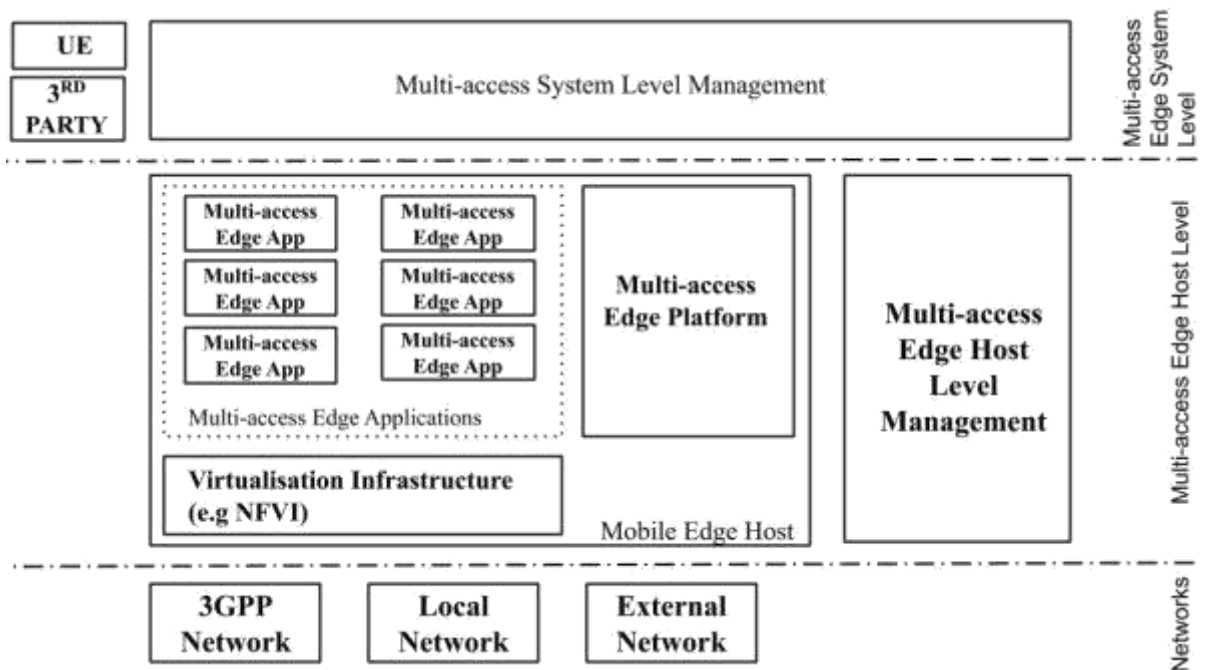 UE
3RD
PARTY
Multi-access System Level Management
Multi-access
Edge System
Level
Multi-access
Edge App
Multi-access
Edge App
Multi-access
Edge App
Multi-access
Edge App
Multi-access
Edge App
Multi-access
Edge App
Multi-access Edge Applications
Multi-access
Edge Platform
Virtualisation Infrastructure
(e.g NFVI)
Mobile Edge Host
Multi-access
Edge Host
Level
Management
Multi-access Edge Host Level
3GPP
Network
Local
Network
External
Network
Networks